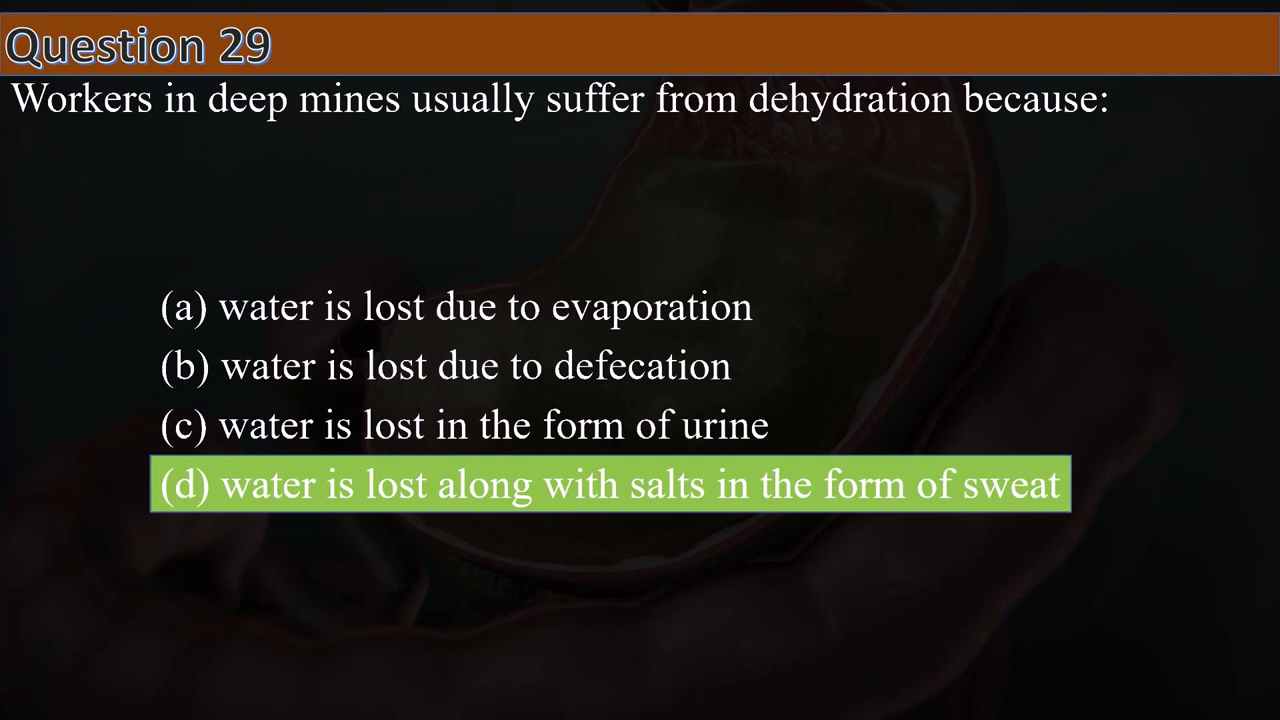 Question 29
Workers in deep mines usually suffer from dehydration because:
(a) water is lost due to evaporation
(b) water is lost due to defecation
(c) water is lost in the form of urine
(d) water is lost along with salts in the form of sweat